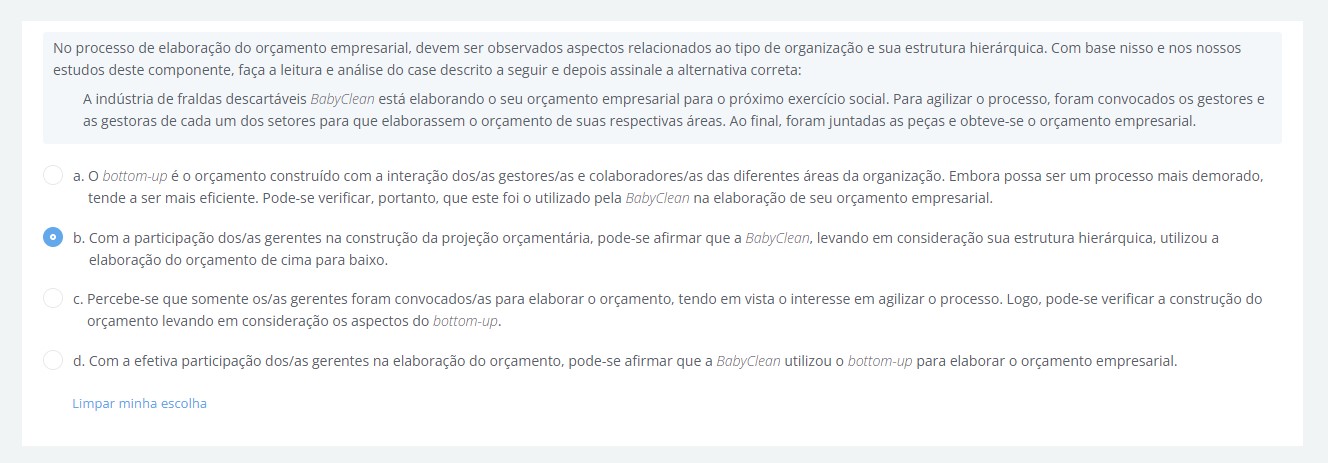 No processo de elaboração do orçamento empresarial, devem ser observados aspectos relacionados ao tipo de organização e sua estrutura hierárquica. Com base nisso e nos nossos
estudos deste componente, faça a leitura e análise do case descrito a seguir e depois assinale a alternativa correta:
A indústria de fraldas descartáveis BabyClean está elaborando o seu orçamento empresarial para o próximo exercício social. Para agilizar o processo, foram convocados os gestores e
as gestoras de cada um dos setores para que elaborassem o orçamento de suas respectivas áreas. Ao final, foram juntadas as peças e obteve-se o orçamento empresarial.
a. O bottom-up é o orçamento construído com a interação dos/as gestores/as e colaboradores/as das diferentes áreas da organização. Embora possa ser um processo mais demorado,
tende a ser mais eficiente. Pode-se verificar, portanto, que este foi o utilizado pela BabyClean na elaboração de seu orçamento empresarial.
b. Com a participação dos/as gerentes na construção da projeção orçamentária, pode-se afirmar que a BabyClean, levando em consideração sua estrutura hierárquica, utilizou a
elaboração do orçamento de cima para baixo.
c. Percebe-se que somente os/as gerentes foram convocados/as para elaborar o orçamento, tendo em vista o interesse em agilizar o processo. Logo, pode-se verificar a construção do
orçamento levando em consideração os aspectos do bottom-up.
d. Com a efetiva participação dos/as gerentes na elaboração do orçamento, pode-se afirmar que a BabyClean utilizou o bottom-up para elaborar o orçamento empresarial.
Limpar minha escolha